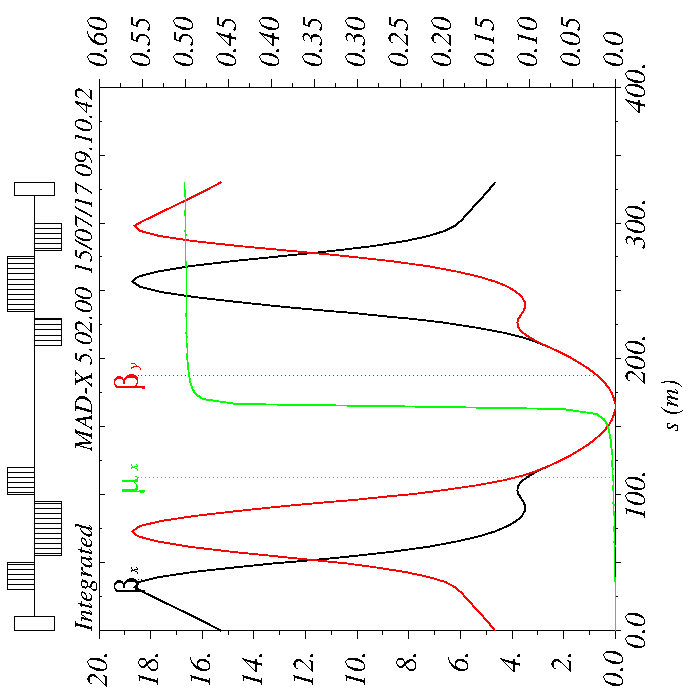 Integrated MAD-X 5.02.00 15/07/17 09.10.42
βx μx βy
20. 18. 16. 14. 12. 10. 8. 6. 4. 2. 0.0
0.60 0.55 0.50 0.45 0.40 0.35 0.30 0.25 0.20 0.15 0.10 0.05 0.0
0.0 100. 200. 300. 400.
s (m)